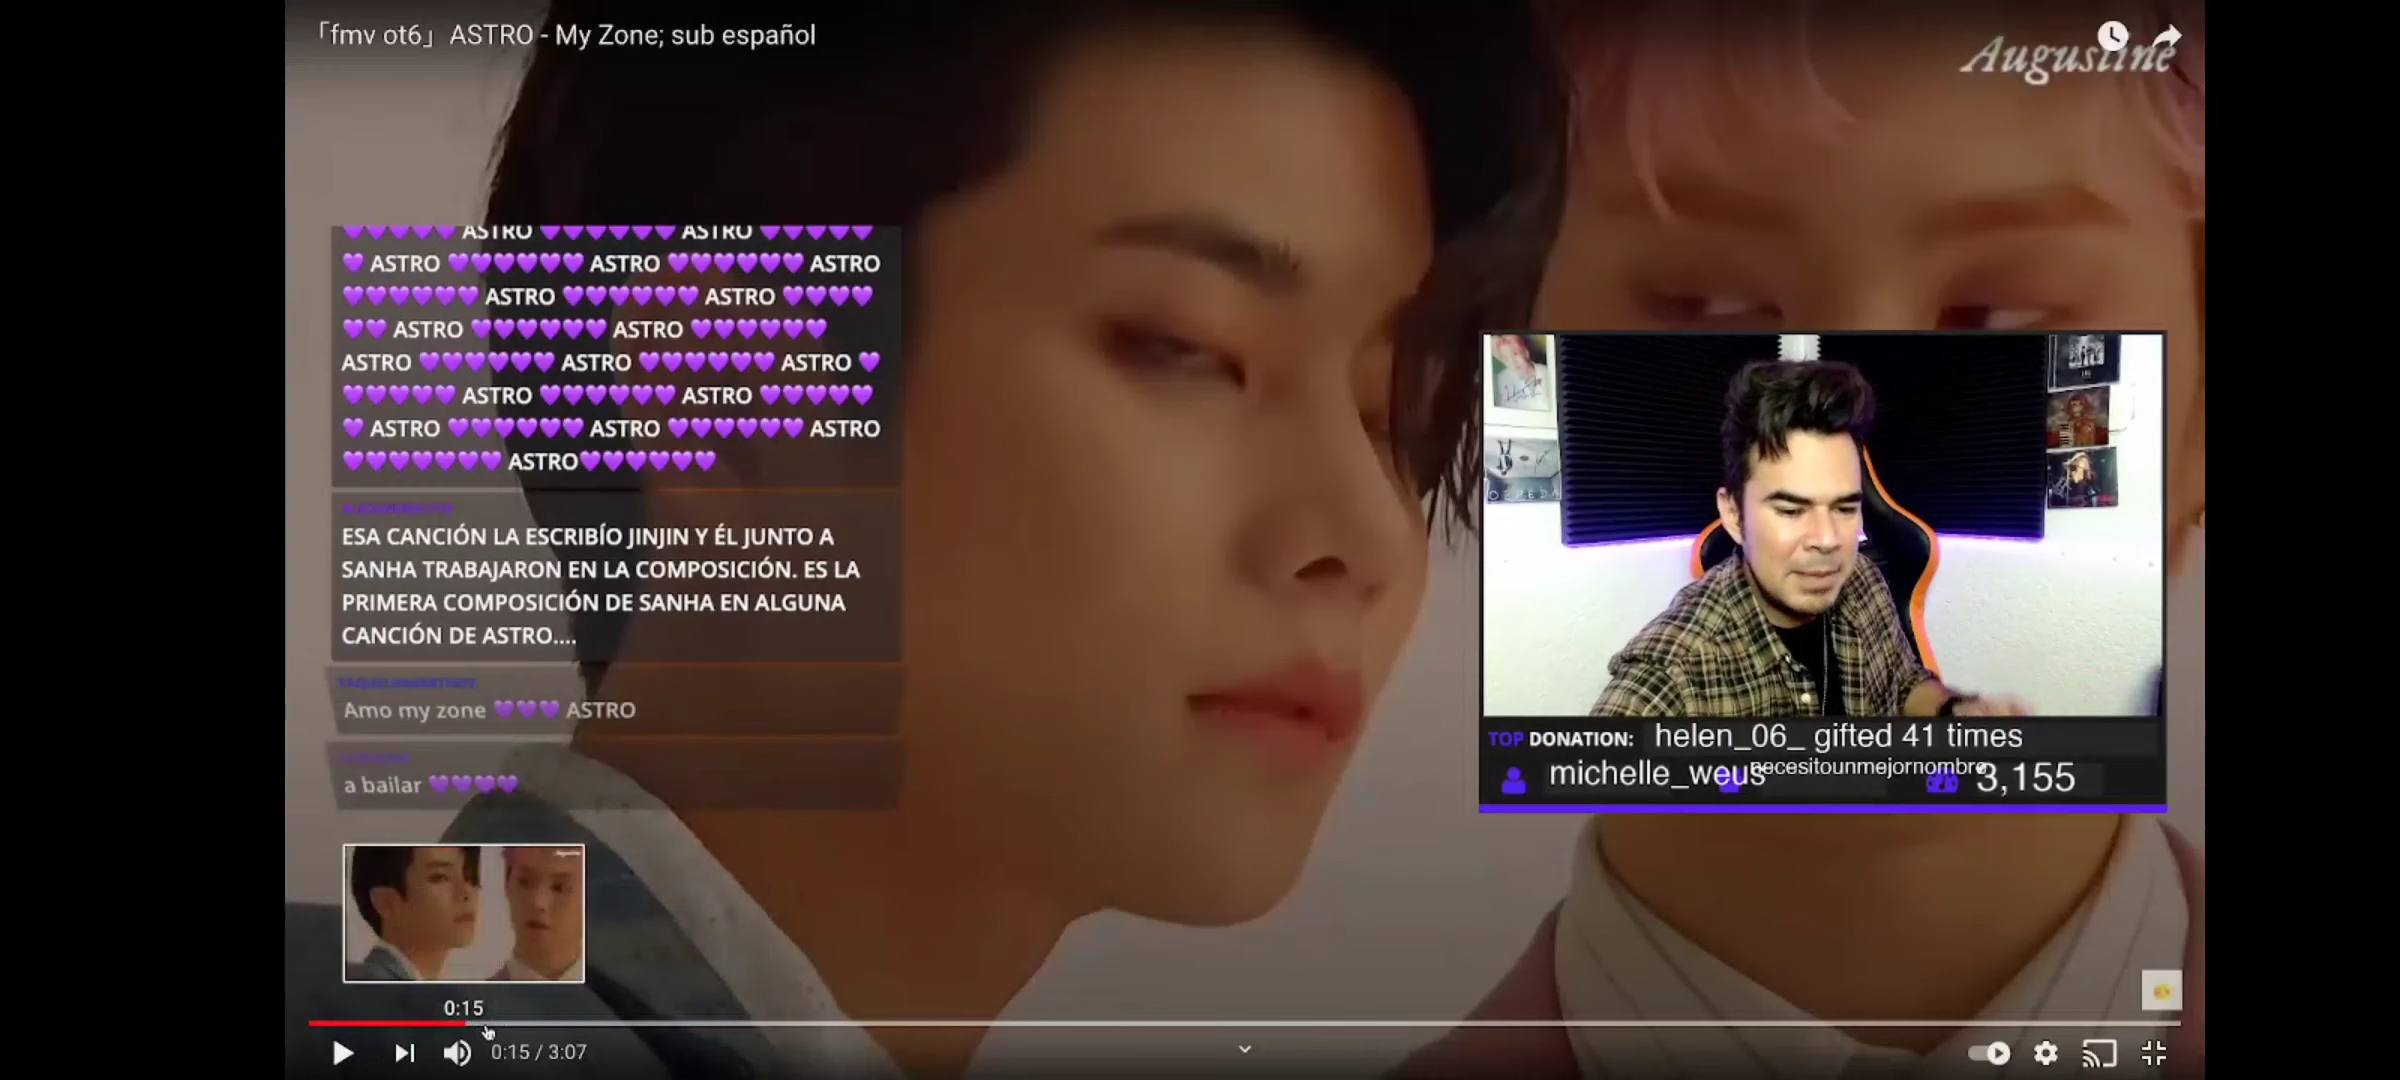 「fmv ot6」 ASTRO - My Zone; sub español
Augustine
💜💜💜💜💜 ASTRO 💜💜💜💜💜💜 ASTRO 💜💜💜💜💜
💜 ASTRO 💜💜💜💜💜💜 ASTRO 💜💜💜💜💜💜 ASTRO
💜💜💜💜💜💜 ASTRO 💜💜💜💜💜💜 ASTRO 💜💜💜💜
💜💜 ASTRO 💜💜💜💜💜💜 ASTRO 💜💜💜💜💜💜
ASTRO 💜💜💜💜💜💜 ASTRO 💜💜💜💜💜💜 ASTRO 💜
💜💜💜💜💜 ASTRO 💜💜💜💜💜💜 ASTRO 💜💜💜💜💜
💜 ASTRO 💜💜💜💜💜💜 ASTRO 💜💜💜💜💜💜 ASTRO
💜💜💜💜💜💜💜 ASTRO💜💜💜💜💜💜
ESA CANCIÓN LA ESCRIBÍO JINJIN Y ÉL JUNTO A
SANHA TRABAJARON EN LA COMPOSICIÓN. ES LA
PRIMERA COMPOSICIÓN DE SANHA EN ALGUNA
CANCIÓN DE ASTRO....
Amo my zone 💜💜💜 ASTRO
a bailar 💜💜💜💜
TOP DONATION: helen_06_ gifted 41 times
michelle_weus necesitounmejornombre 3,155
0:15
0:15 / 3:07